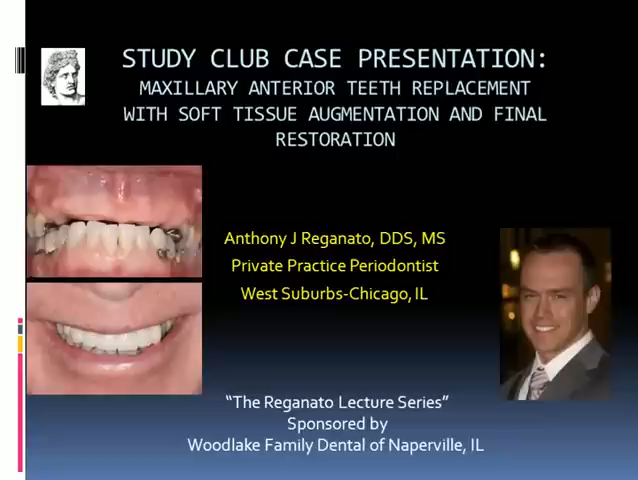 STUDY CLUB CASE PRESENTATION:
MAXILLARY ANTERIOR TEETH REPLACEMENT
WITH SOFT TISSUE AUGMENTATION AND FINAL
RESTORATION
Anthony J Reganato, DDS, MS
Private Practice Periodontist
West Suburbs-Chicago, IL
“The Reganato Lecture Series”
Sponsored by
Woodlake Family Dental of Naperville, IL